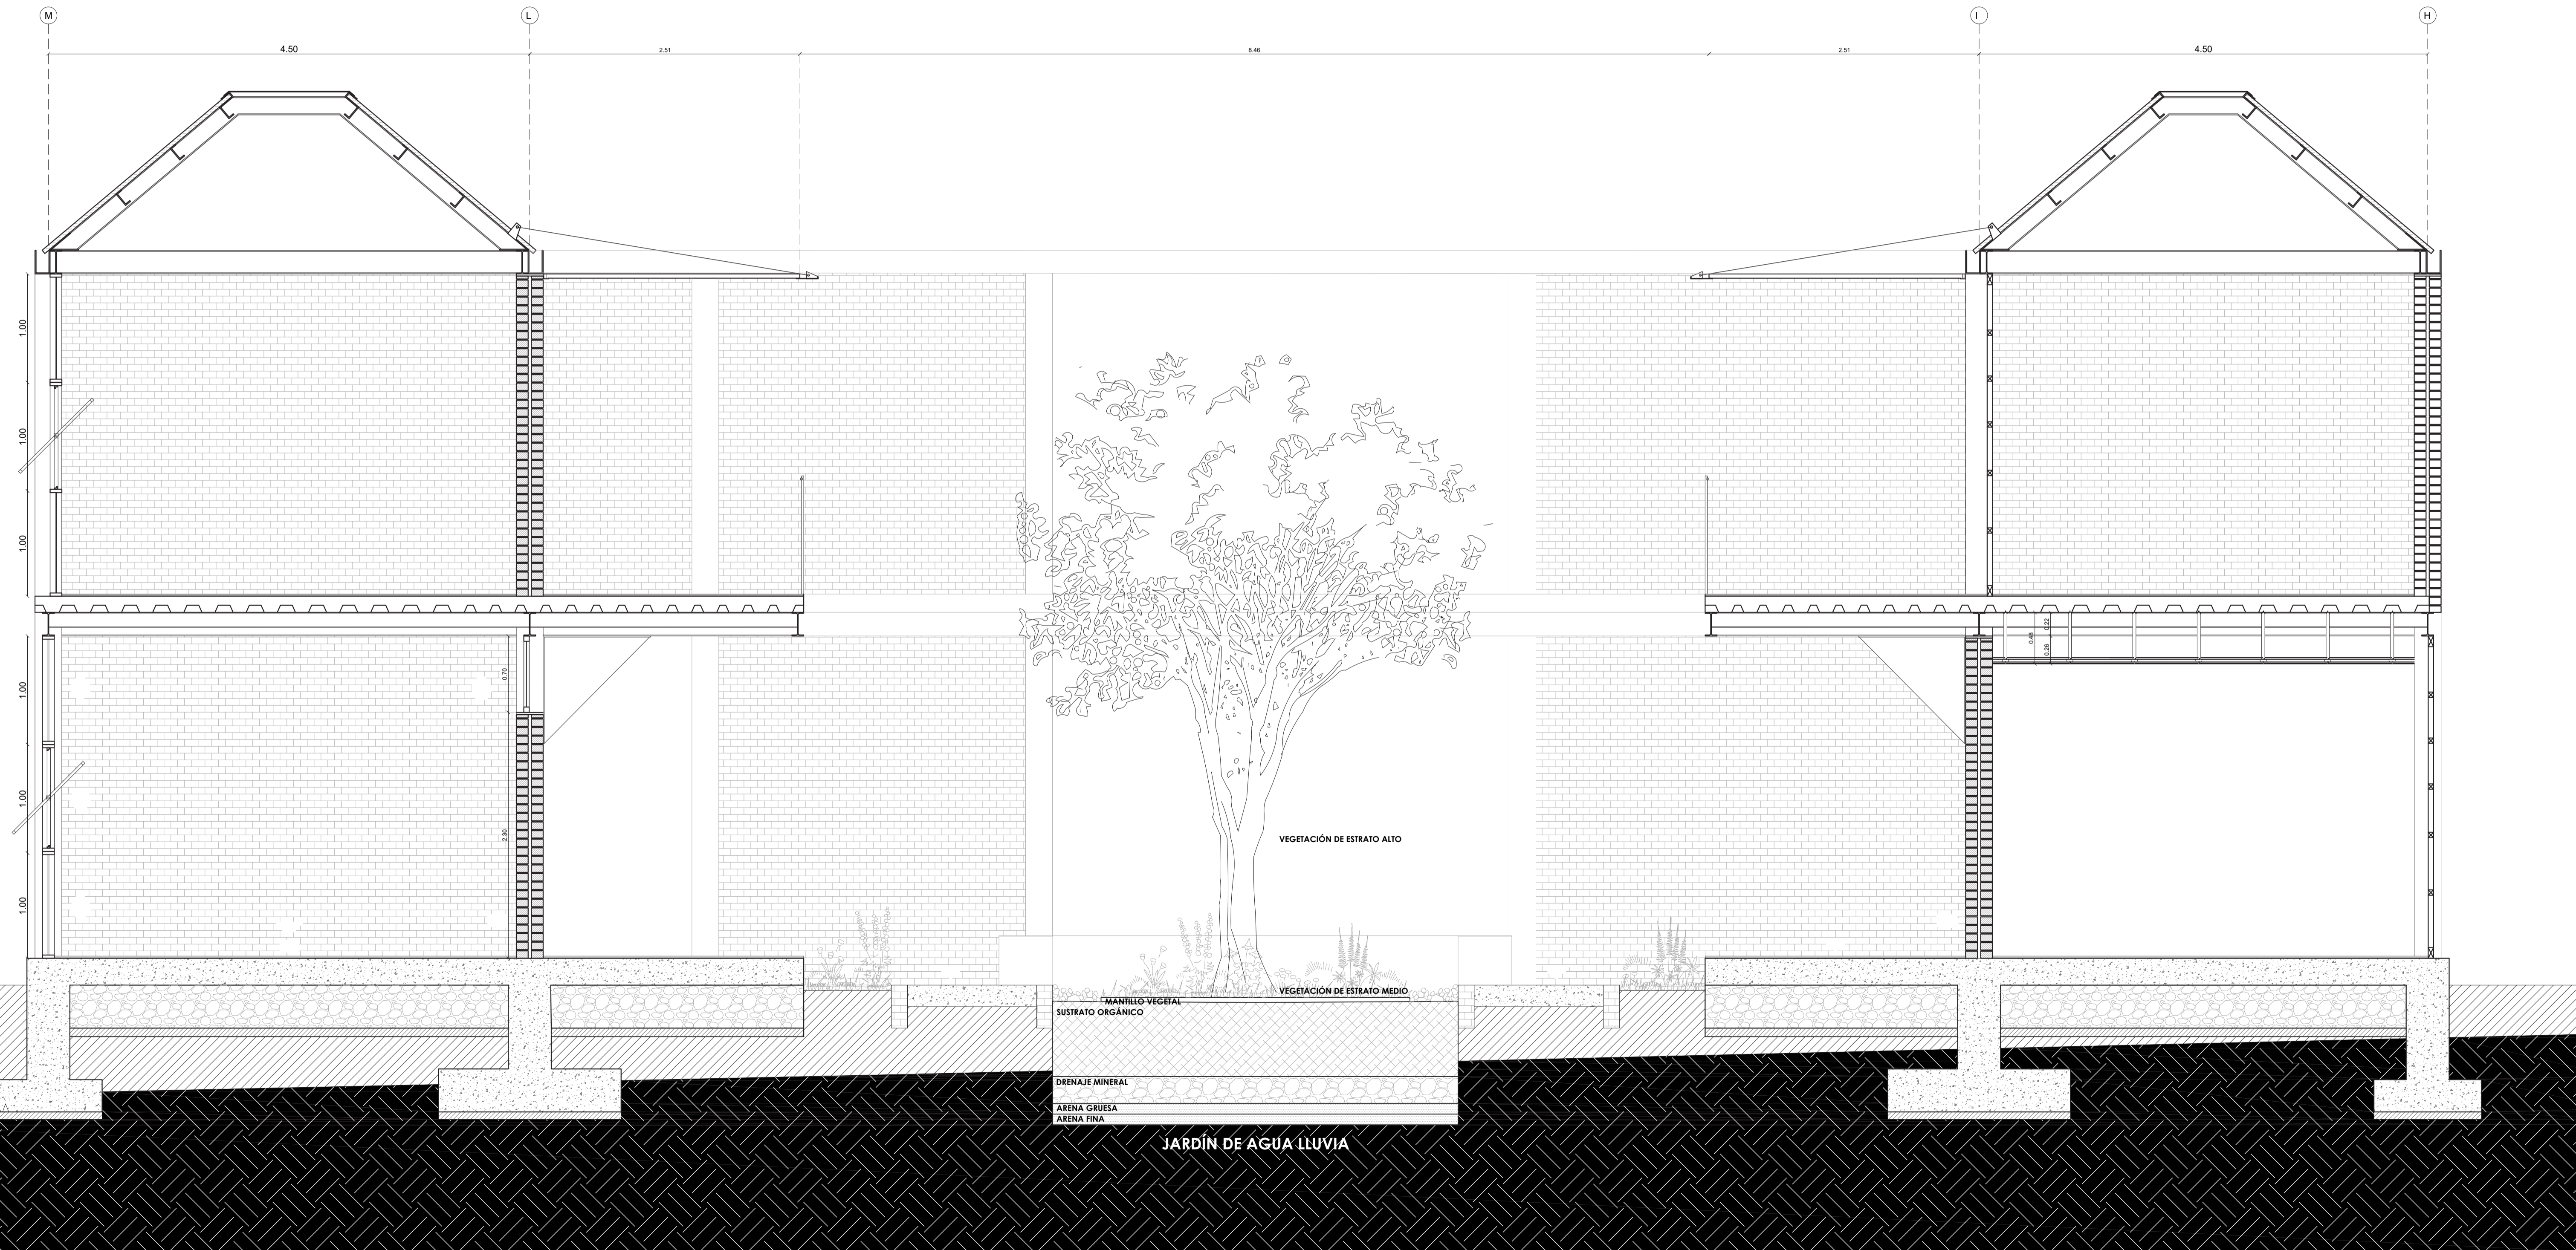 M
L
I
H
4.50
2.51
8.46
2.51
4.50
1.00
1.00
1.00
0.22
0.48
0.26
1.00
0.70
1.00
2.30
VEGETACIÓN DE ESTRATO ALTO
1.00
VEGETACIÓN DE ESTRATO MEDIO
MANTILLO VEGETAL
SUSTRATO ORGÁNICO
DRENAJE MINERAL
ARENA GRUESA
ARENA FINA
JARDÍN DE AGUA LLUVIA